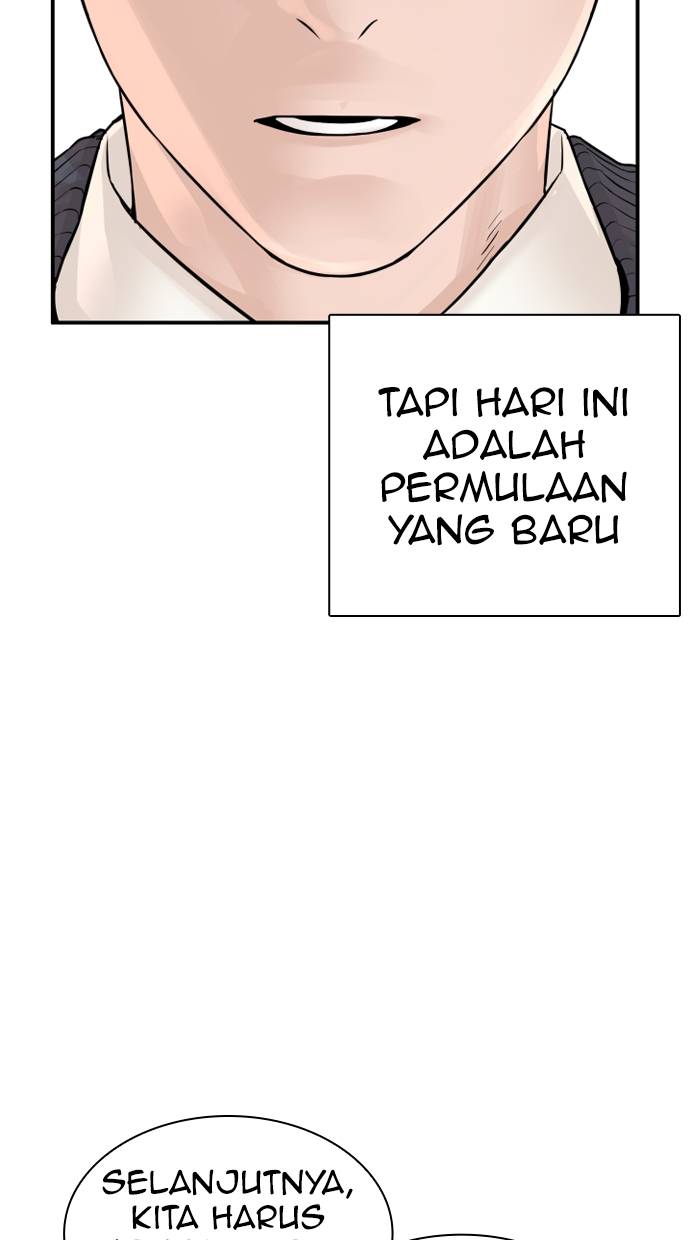 TAPI HARI INI
ADALAH
PERMULAAN
YANG BARU
SELANJUTNYA,
KITA HARUS